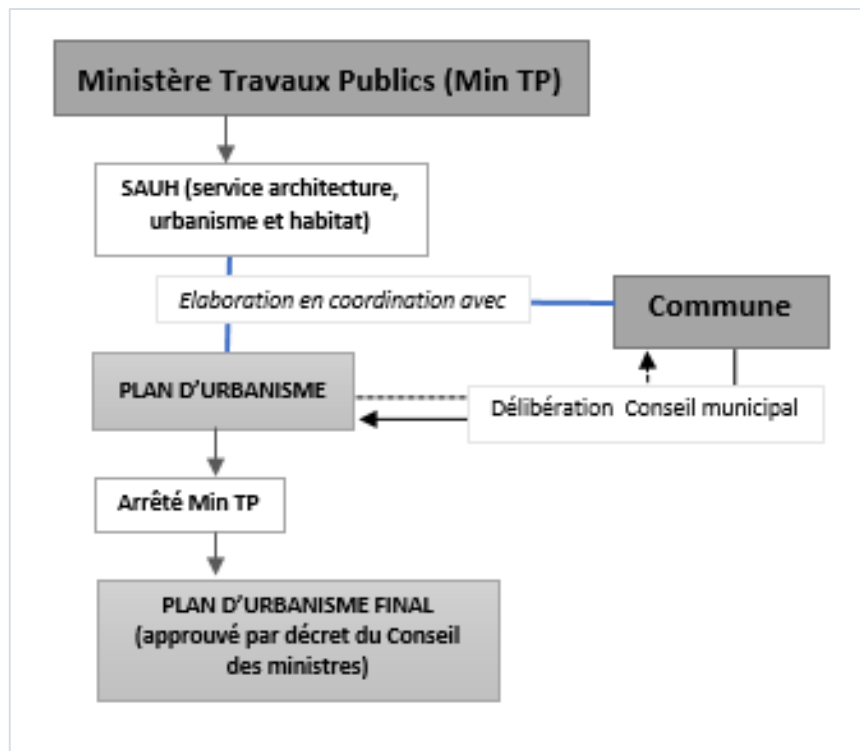 Ministère Travaux Publics (Min TP)
SAUH (service architecture,
urbanisme et habitat)
Elaboration en coordination avec
Commune
PLAN D'URBANISME
Délibération Conseil municipal
Arrêté Min TP
PLAN D'URBANISME FINAL
(approuvé par décret du Conseil
des ministres)